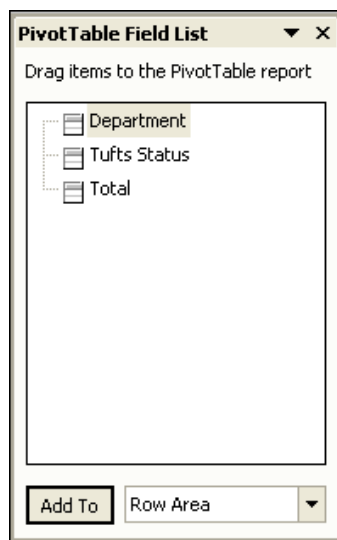 PivotTable Field List
Drag items to the PivotTable report
Department
Tufts Status
Total
Add To Row Area